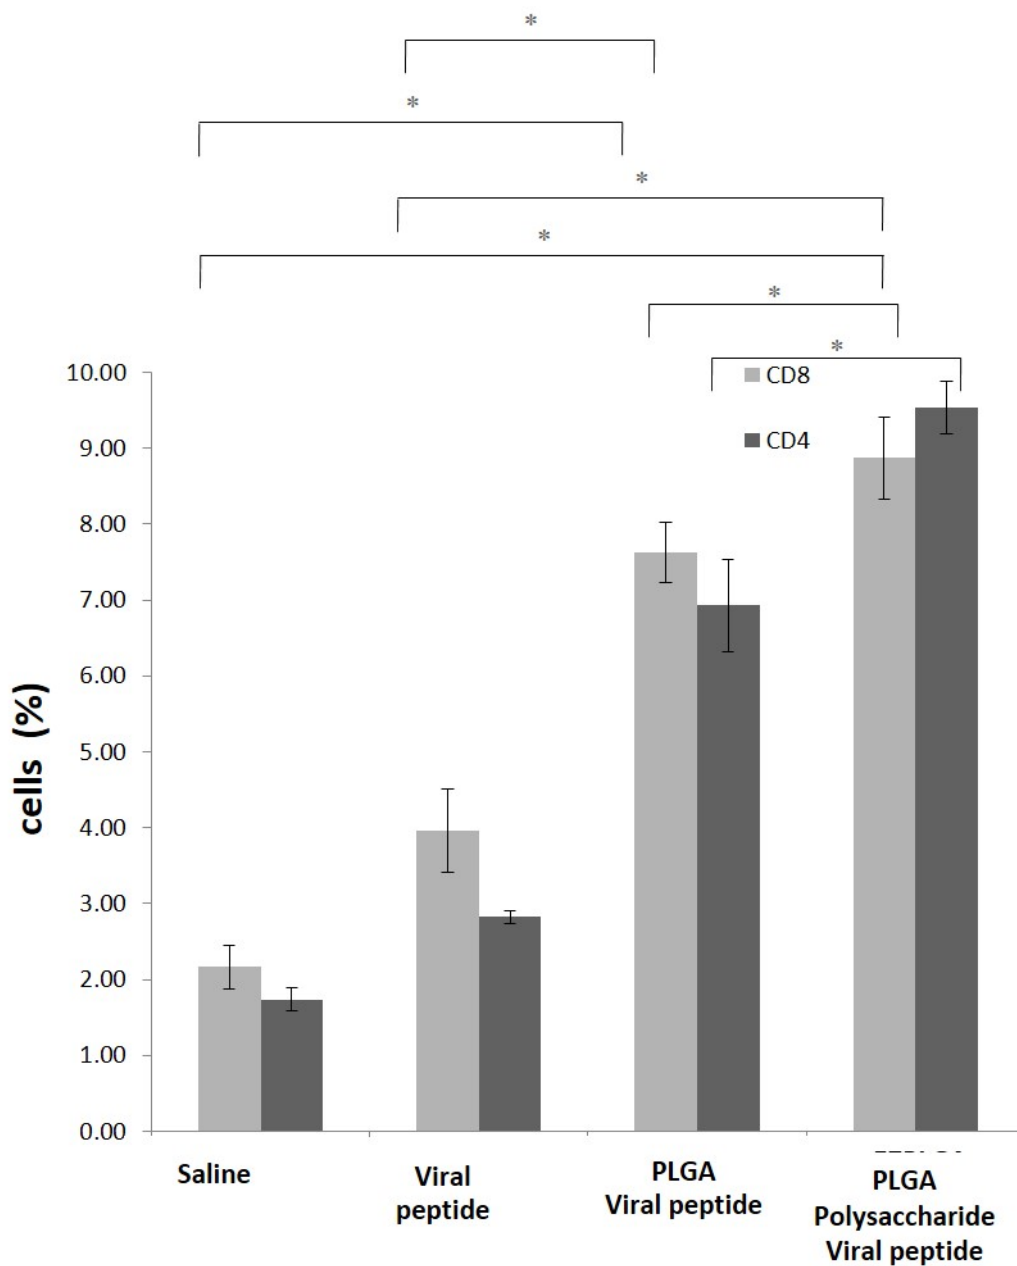 *
*
*
*
*
*
10.00
CD8
9.00
CD4
8.00
7.00
6.00
5.00
4.00
3.00
2.00
1.00
0.00
cells (%)
Saline
Viral
peptide
PLGA
Viral peptide
PLGA
Polysaccharide
Viral peptide